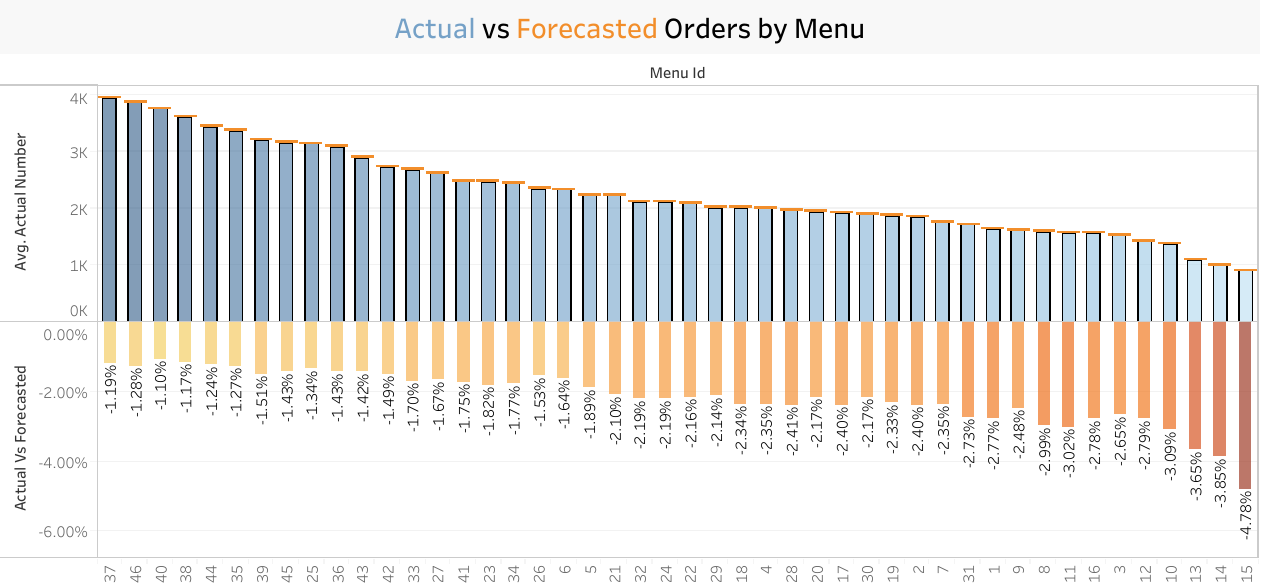 Actual vs Forecasted Orders by Menu
Menu Id
Avg. Actual Number
4K
3K
2K
1K
0K
Actual Vs Forecasted
0.00%
-2.00%
-4.00%
-6.00%
-1.19% -1.28% -1.10% -1.17% -1.24% -1.27% -1.51% -1.43% -1.34% -1.43% -1.42% -1.49% -1.70% -1.67% -1.75% -1.82% -1.77% -1.53% -1.64% -1.89% -2.10% -2.19% -2.19% -2.16% -2.14% -2.34% -2.35% -2.41% -2.17% -2.40% -2.17% -2.33% -2.40% -2.35% -2.73% -2.77% -2.48% -2.99% -3.02% -2.78% -2.65% -2.79% -3.09% -3.65% -3.85% -4.78%
37 46 40 38 44 35 39 45 25 36 43 42 33 27 41 23 34 26 6 5 21 32 24 22 29 18 4 28 20 17 30 19 2 7 31 1 9 8 11 16 3 12 10 13 14 15